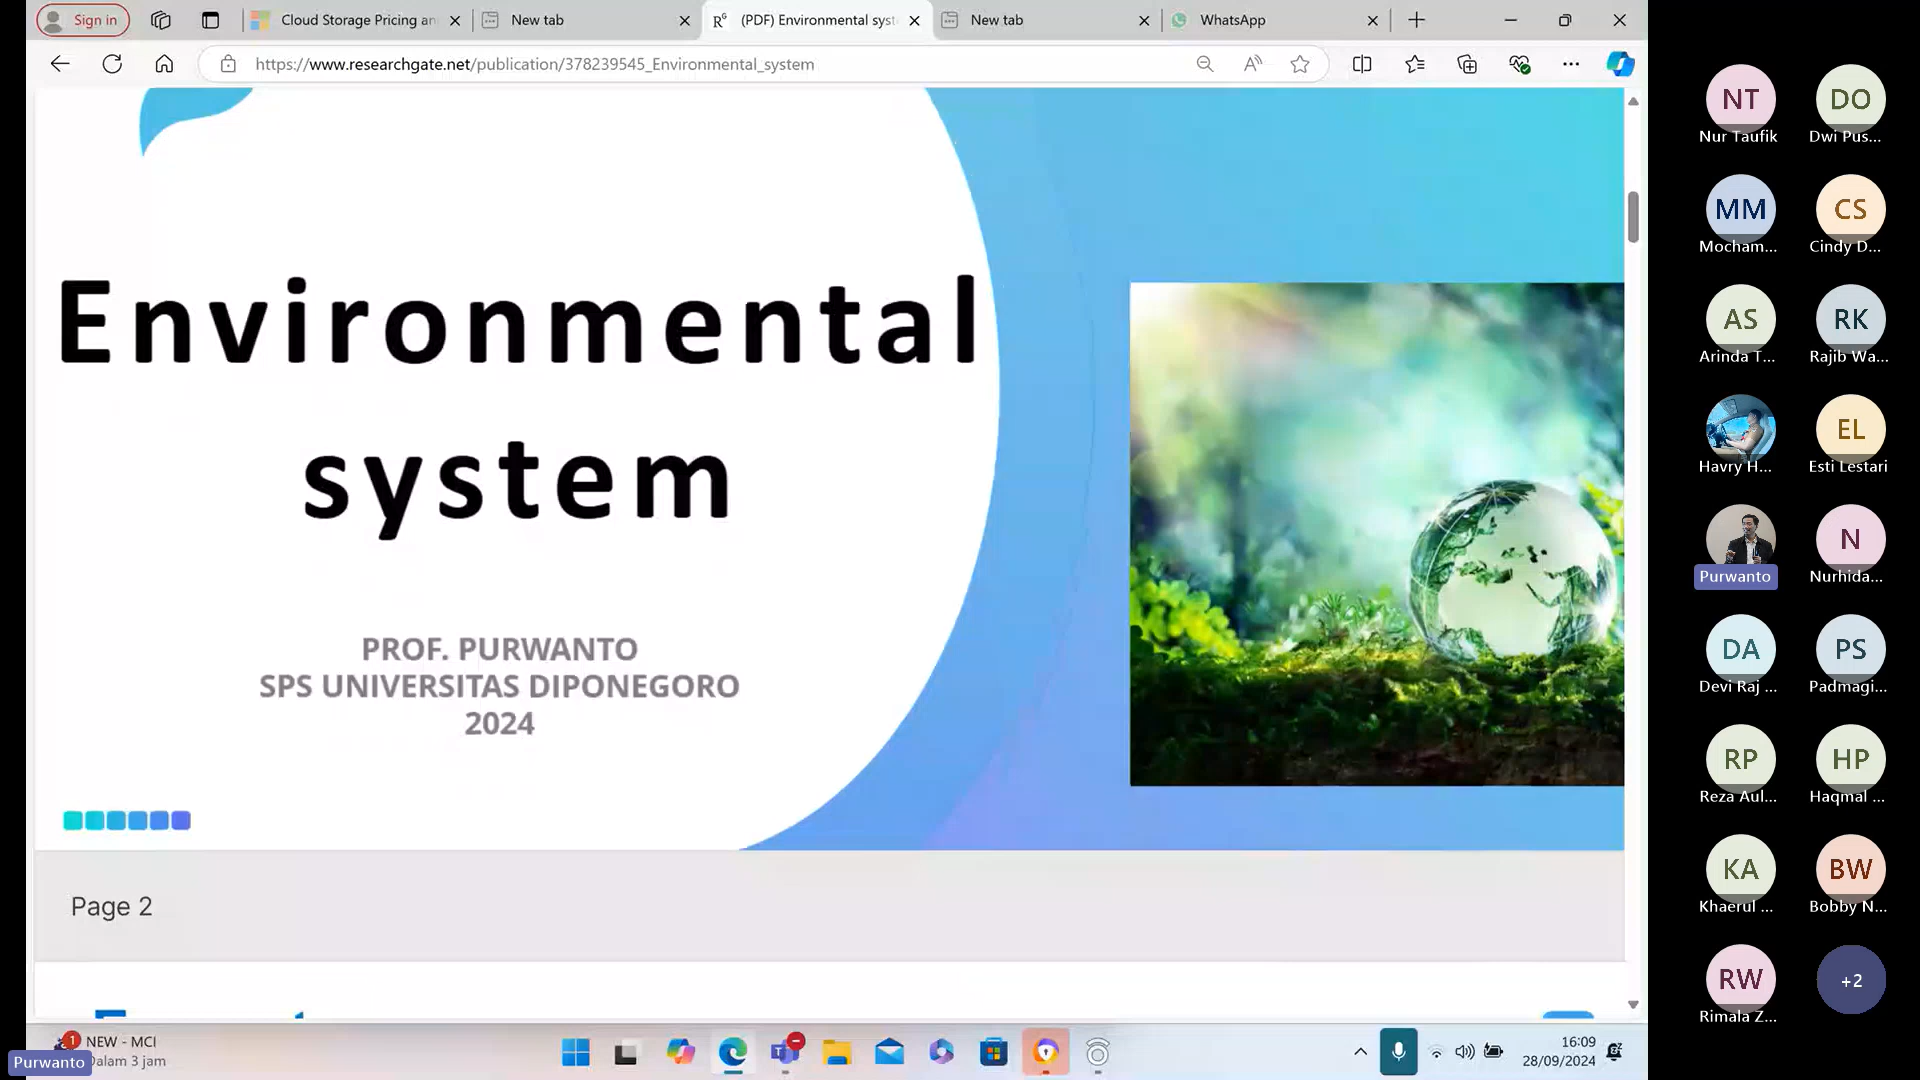 Sign in
Cloud Storage Pricing an
New tab
(PDF) Environmental syst
New tab
WhatsApp
https://www.researchgate.net/publication/378239545_Environmental_system
Environmental
system
PROF. PURWANTO
SPS UNIVERSITAS DIPONEGORO
2024
Page 2
NT
Nur Taufik
DO
Dwi Pus...
MM
Mocham...
CS
Cindy D...
AS
Arinda T...
RK
Rajib Wa...
Havry H...
EL
Esti Lestari
Purwanto
N
Nurhida...
DA
Devi Raj ...
PS
Padmagi...
RP
Reza Aul...
HP
Haqmal ...
KA
Khaerul ...
BW
Bobby N...
RW
Rimala Z...
+2
1
NEW - MCI
Dalam 3 jam
Purwanto
16:09
28/09/2024